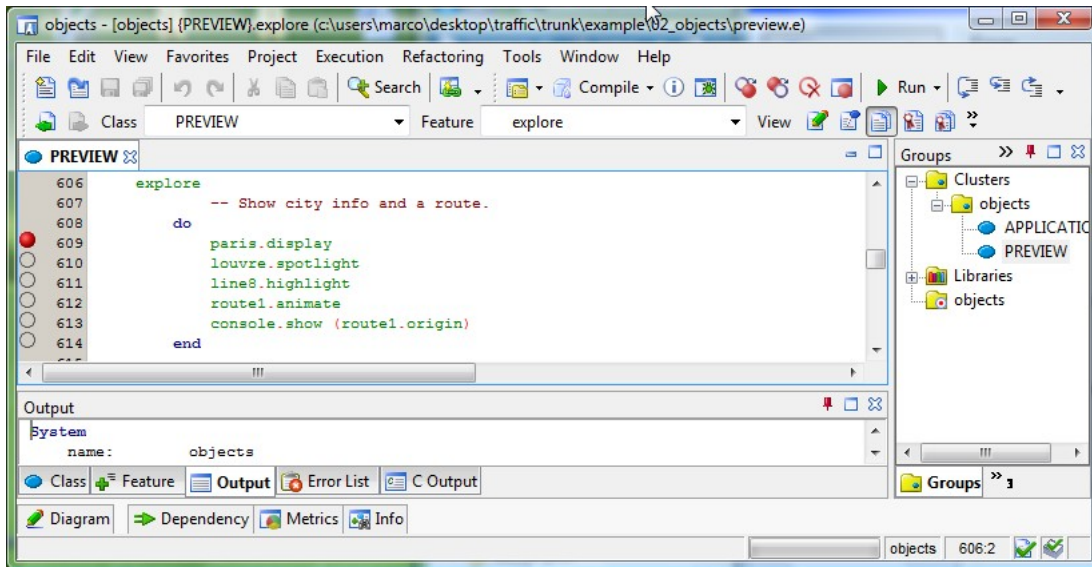 objects - [objects] {PREVIEW}.explore (c:\users\marco\desktop\traffic\trunk\example\02_objects\preview.e)
File Edit View Favorites Project Execution Refactoring Tools Window Help
Search Compile Run
Class PREVIEW Feature explore View
PREVIEW
Groups
606 explore
607 -- Show city info and a route.
608 do
609 paris.display
610 louvre.spotlight
611 line8.highlight
612 route1.animate
613 console.show (route1.origin)
614 end
Clusters
objects
APPLICATIC
PREVIEW
Libraries
objects
Output
System
name: objects
Class Feature Output Error List C Output
Groups
Diagram Dependency Metrics Info
objects 606:2